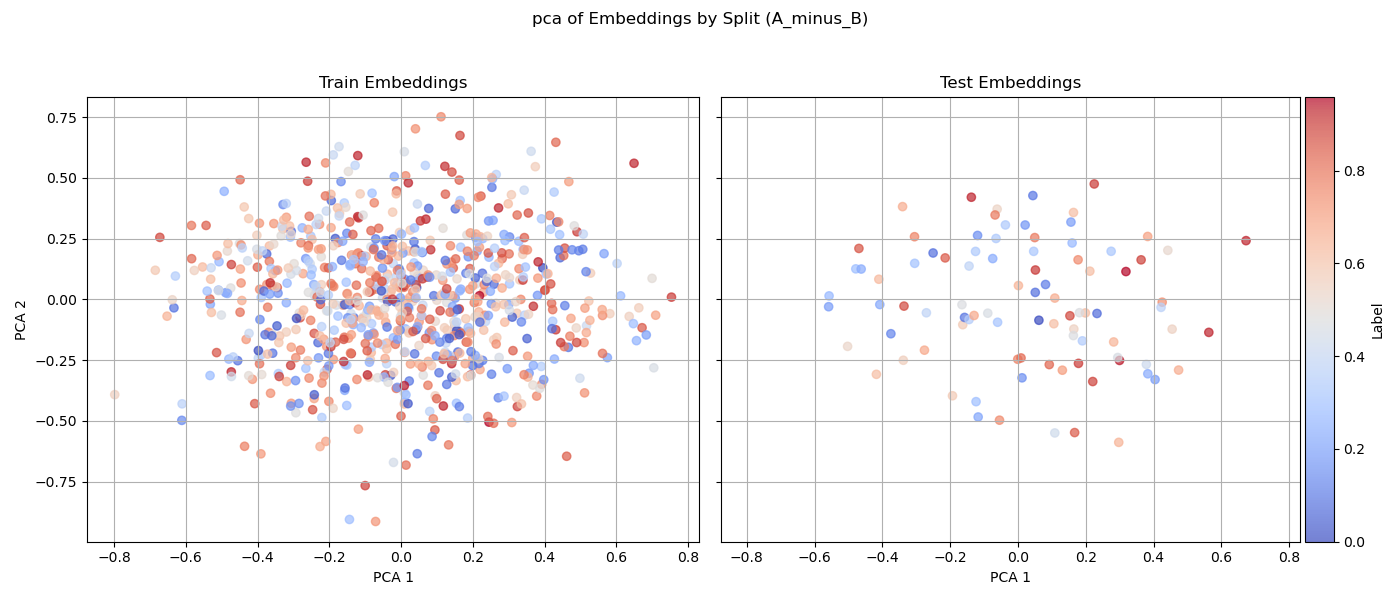 pca of Embeddings by Split (A_minus_B)
Train Embeddings
Test Embeddings
0.75
0.50
0.25
0.00
−0.25
−0.50
−0.75
PCA 2
−0.8 −0.6 −0.4 −0.2 0.0 0.2 0.4 0.6 0.8
PCA 1
−0.8 −0.6 −0.4 −0.2 0.0 0.2 0.4 0.6 0.8
PCA 1
0.8
0.6
0.4
0.2
0.0
Label